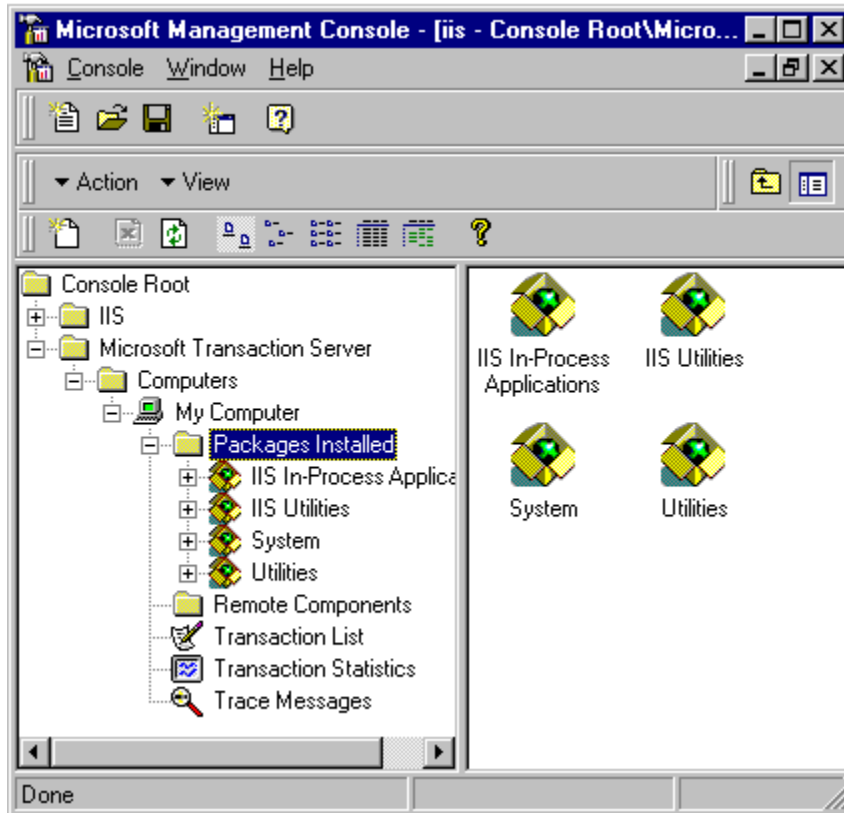 Microsoft Management Console - [iis - Console Root\Micro...
Console Window Help
Action View
Console Root
IIS
Microsoft Transaction Server
Computers
My Computer
Packages Installed
IIS In-Process Applica
IIS Utilities
System
Utilities
Remote Components
Transaction List
Transaction Statistics
Trace Messages
IIS In-Process
Applications
IIS Utilities
System
Utilities
Done